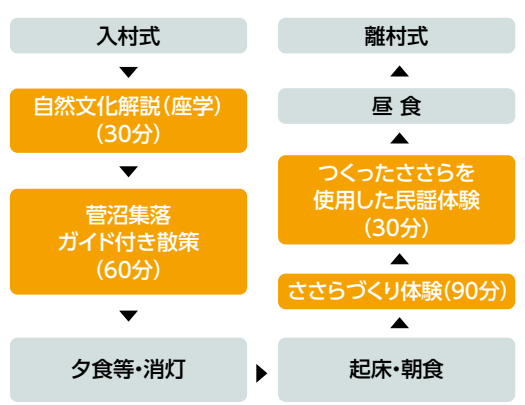 入村式
自然文化解説(座学)
(30分)
菅沼集落
ガイド付き散策
(60分)
夕食等・消灯
起床・朝食
ささらづくり体験(90分)
つくったささらを
使用した民謡体験
(30分)
昼 食
離村式